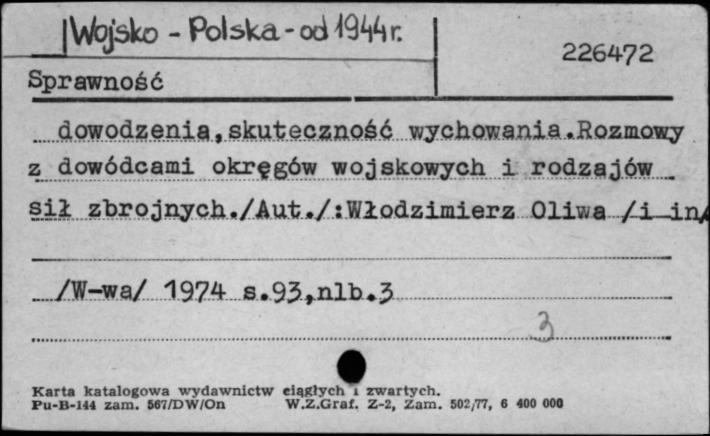 Wojsko - Polska - od 1944 r.
226472
Sprawność
dowodzenia,skuteczność wychowania.Rozmowy
z dowódcami okręgów wojskowych i rodzajów
sił zbrojnych./Aut./:Włodzimierz Oliwa /i in/
/W-wa/ 1974 s.93,nlb.3
3
Karta katalogowa wydawnictw ciągłych i zwartych.
Pu-B-144 zam. 567/DW/On W.Z.Graf. Z-2, Zam. 502/77, 6 400 000